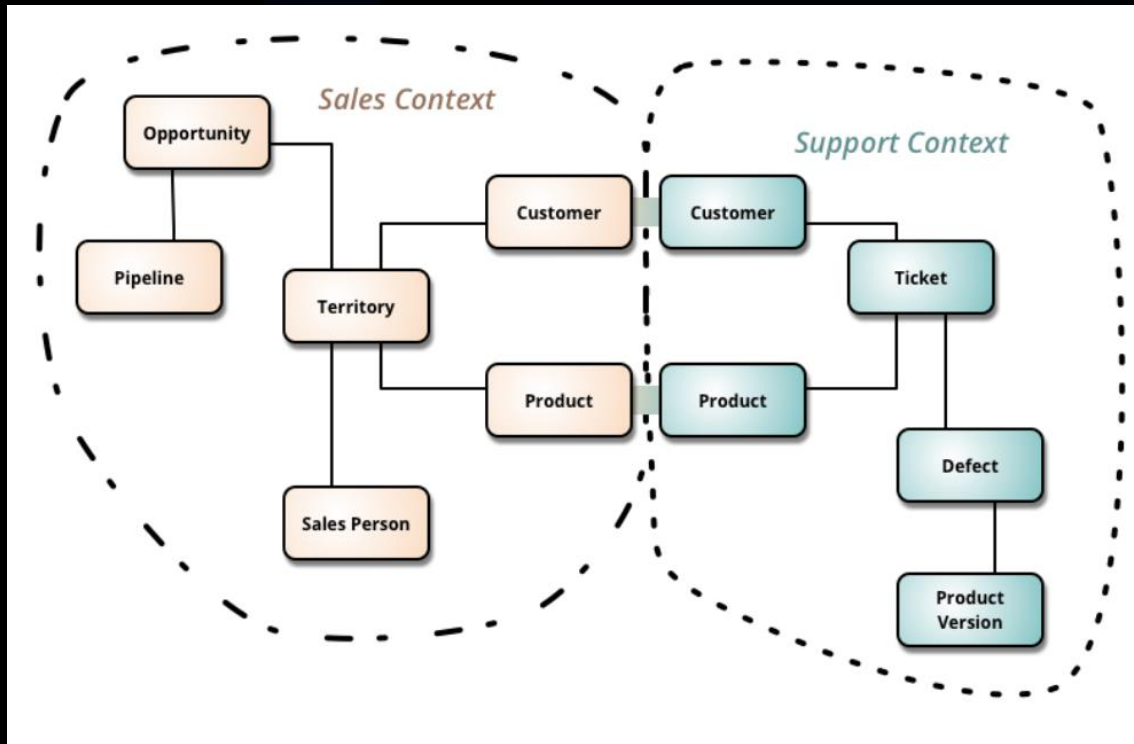 Sales Context
Opportunity
Pipeline
Territory
Customer
Product
Sales Person
Support Context
Customer
Ticket
Product
Defect
Product
Version